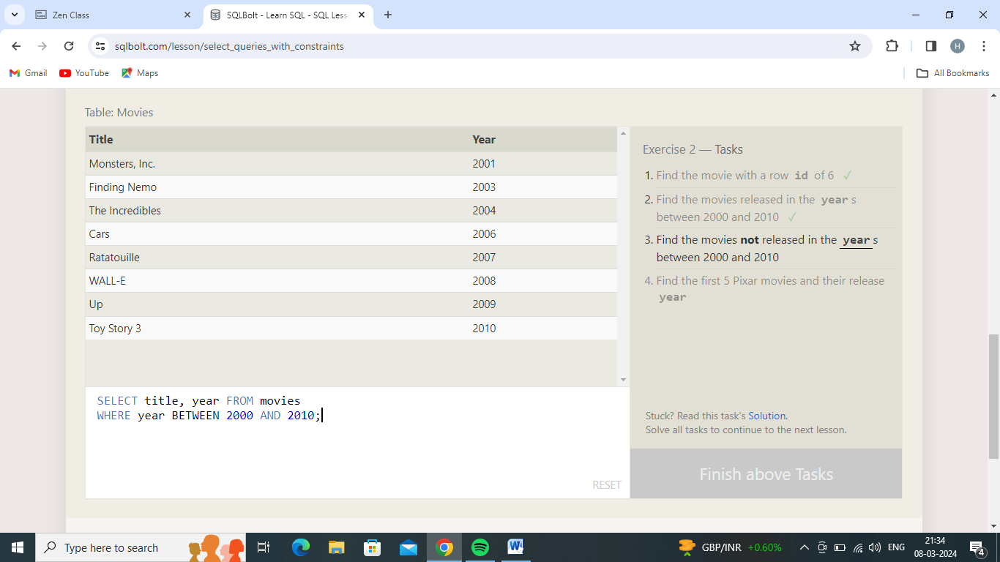 Zen Class
SQLBolt - Learn SQL - SQL Less
sqlbolt.com/lesson/select_queries_with_constraints
H
Gmail YouTube Maps All Bookmarks
Table: Movies
Title Year
Monsters, Inc. 2001
Finding Nemo 2003
The Incredibles 2004
Cars 2006
Ratatouille 2007
WALL-E 2008
Up 2009
Toy Story 3 2010
SELECT title, year FROM movies
WHERE year BETWEEN 2000 AND 2010;
RESET
Exercise 2 — Tasks
1. Find the movie with a row id of 6 ✓
2. Find the movies released in the year s
between 2000 and 2010 ✓
3. Find the movies not released in the year s
between 2000 and 2010
4. Find the first 5 Pixar movies and their release
year
Stuck? Read this task's Solution.
Solve all tasks to continue to the next lesson.
Finish above Tasks
Type here to search
GBP/INR +0.60%
ENG
21:34
08-03-2024
4